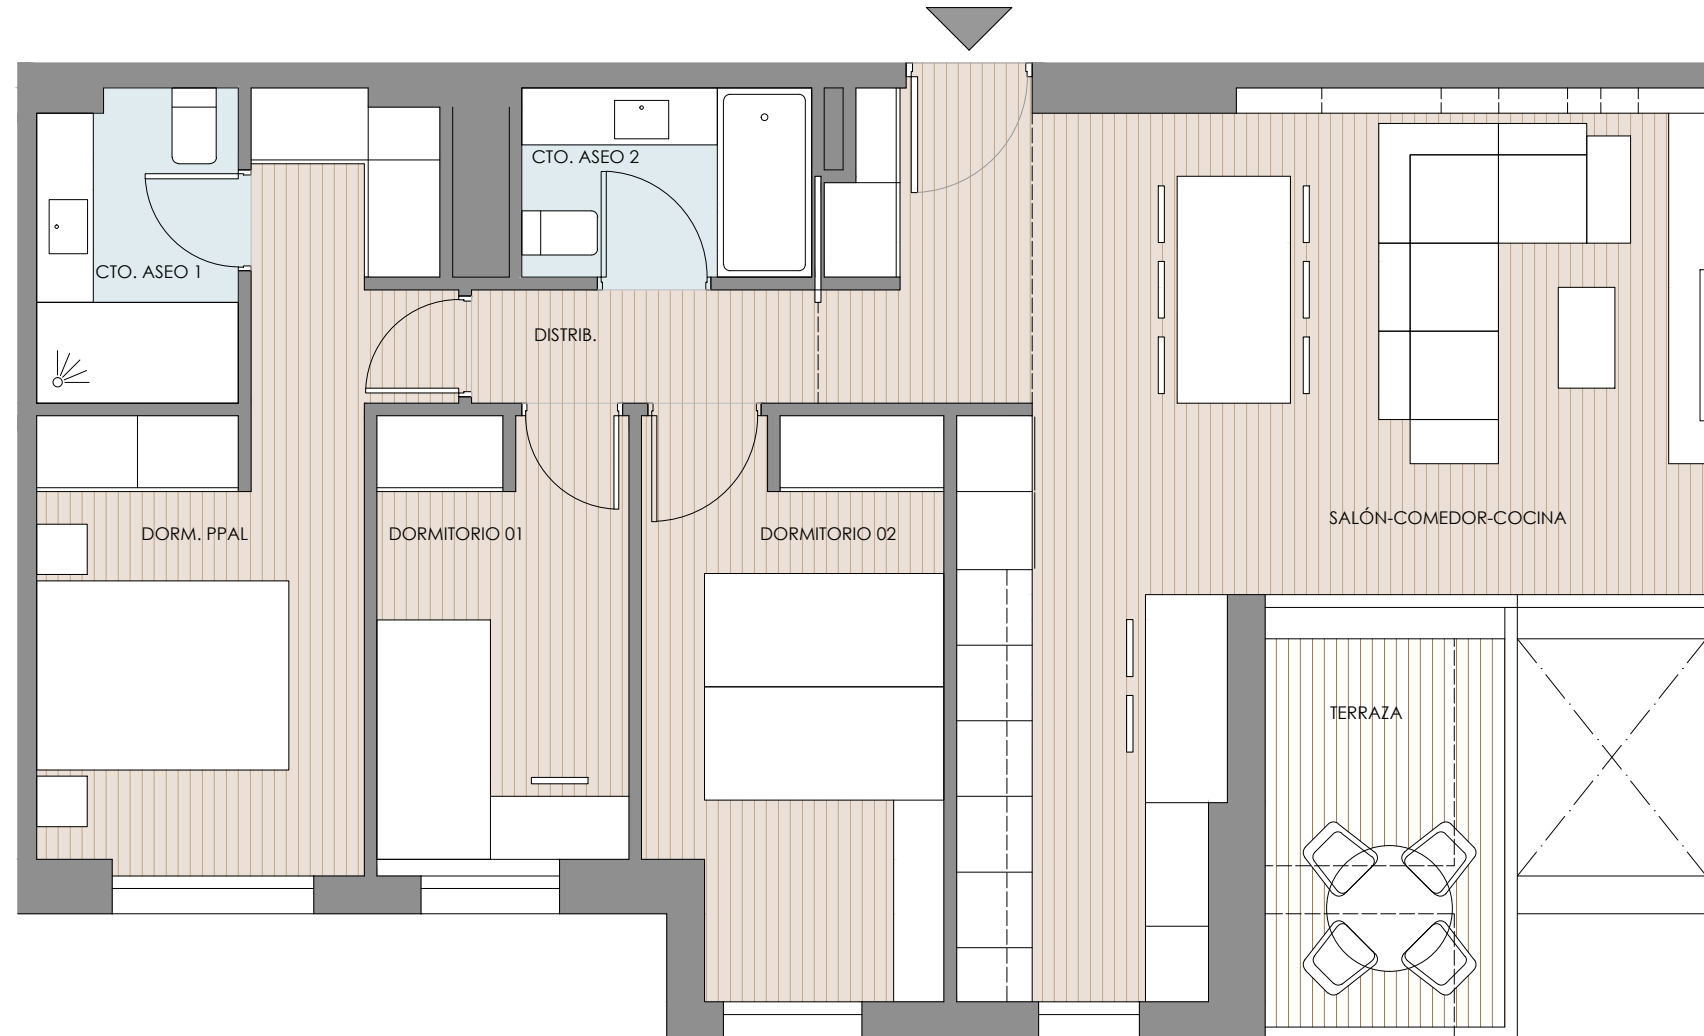 CTO. ASEO 2
CTO. ASEO 1
DISTRIB.
SALÓN-COMEDOR-COCINA
DORM. PPAL
DORMITORIO 01
DORMITORIO 02
TERRAZA